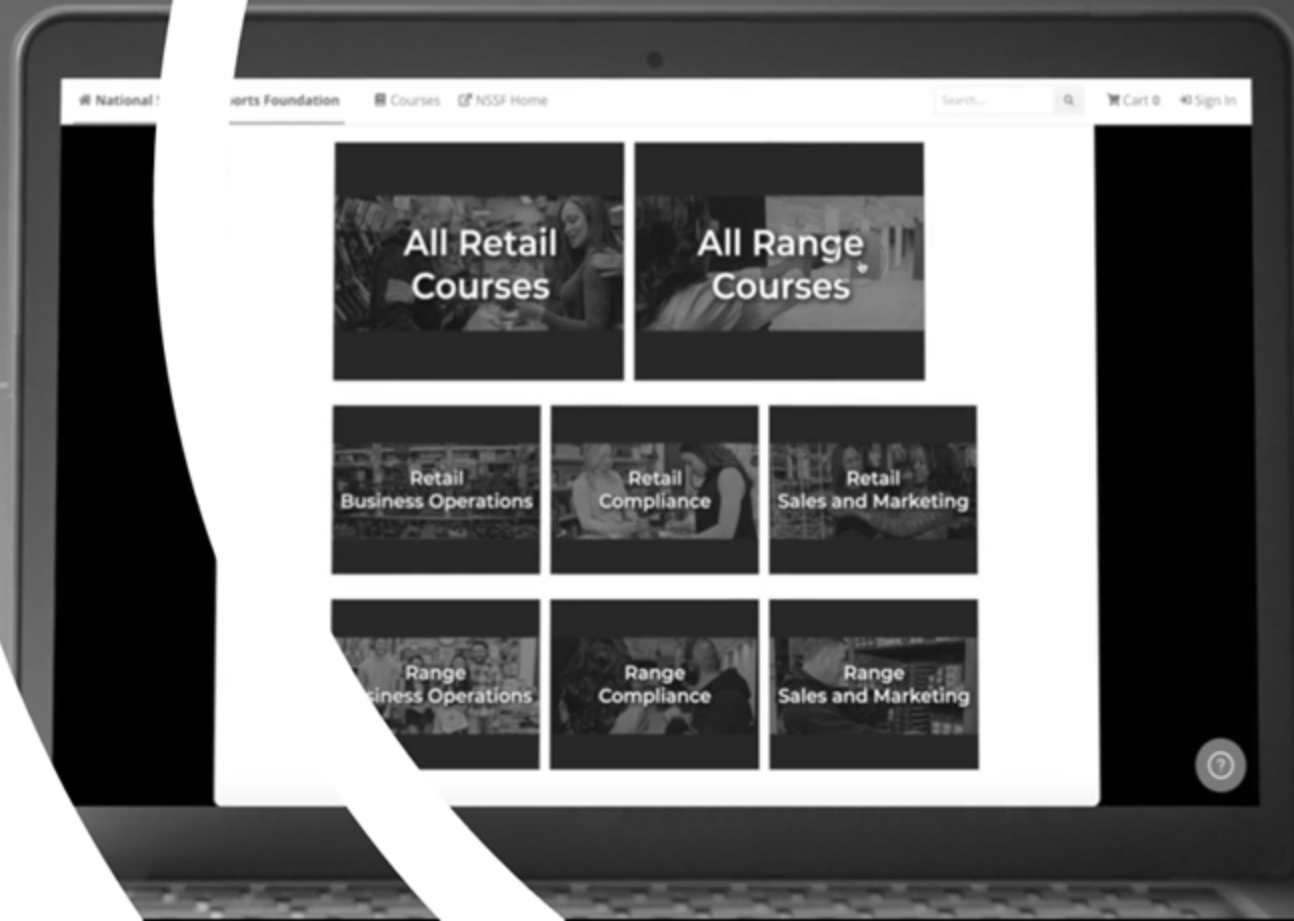 National S
orts Foundation
Courses
NSSF Home
Search...
Cart 0
Sign In
All Retail
Courses
All Range
Courses
Retail
Business Operations
Retail
Compliance
Retail
Sales and Marketing
Range
siness Operations
Range
Compliance
Range
Sales and Marketing
?